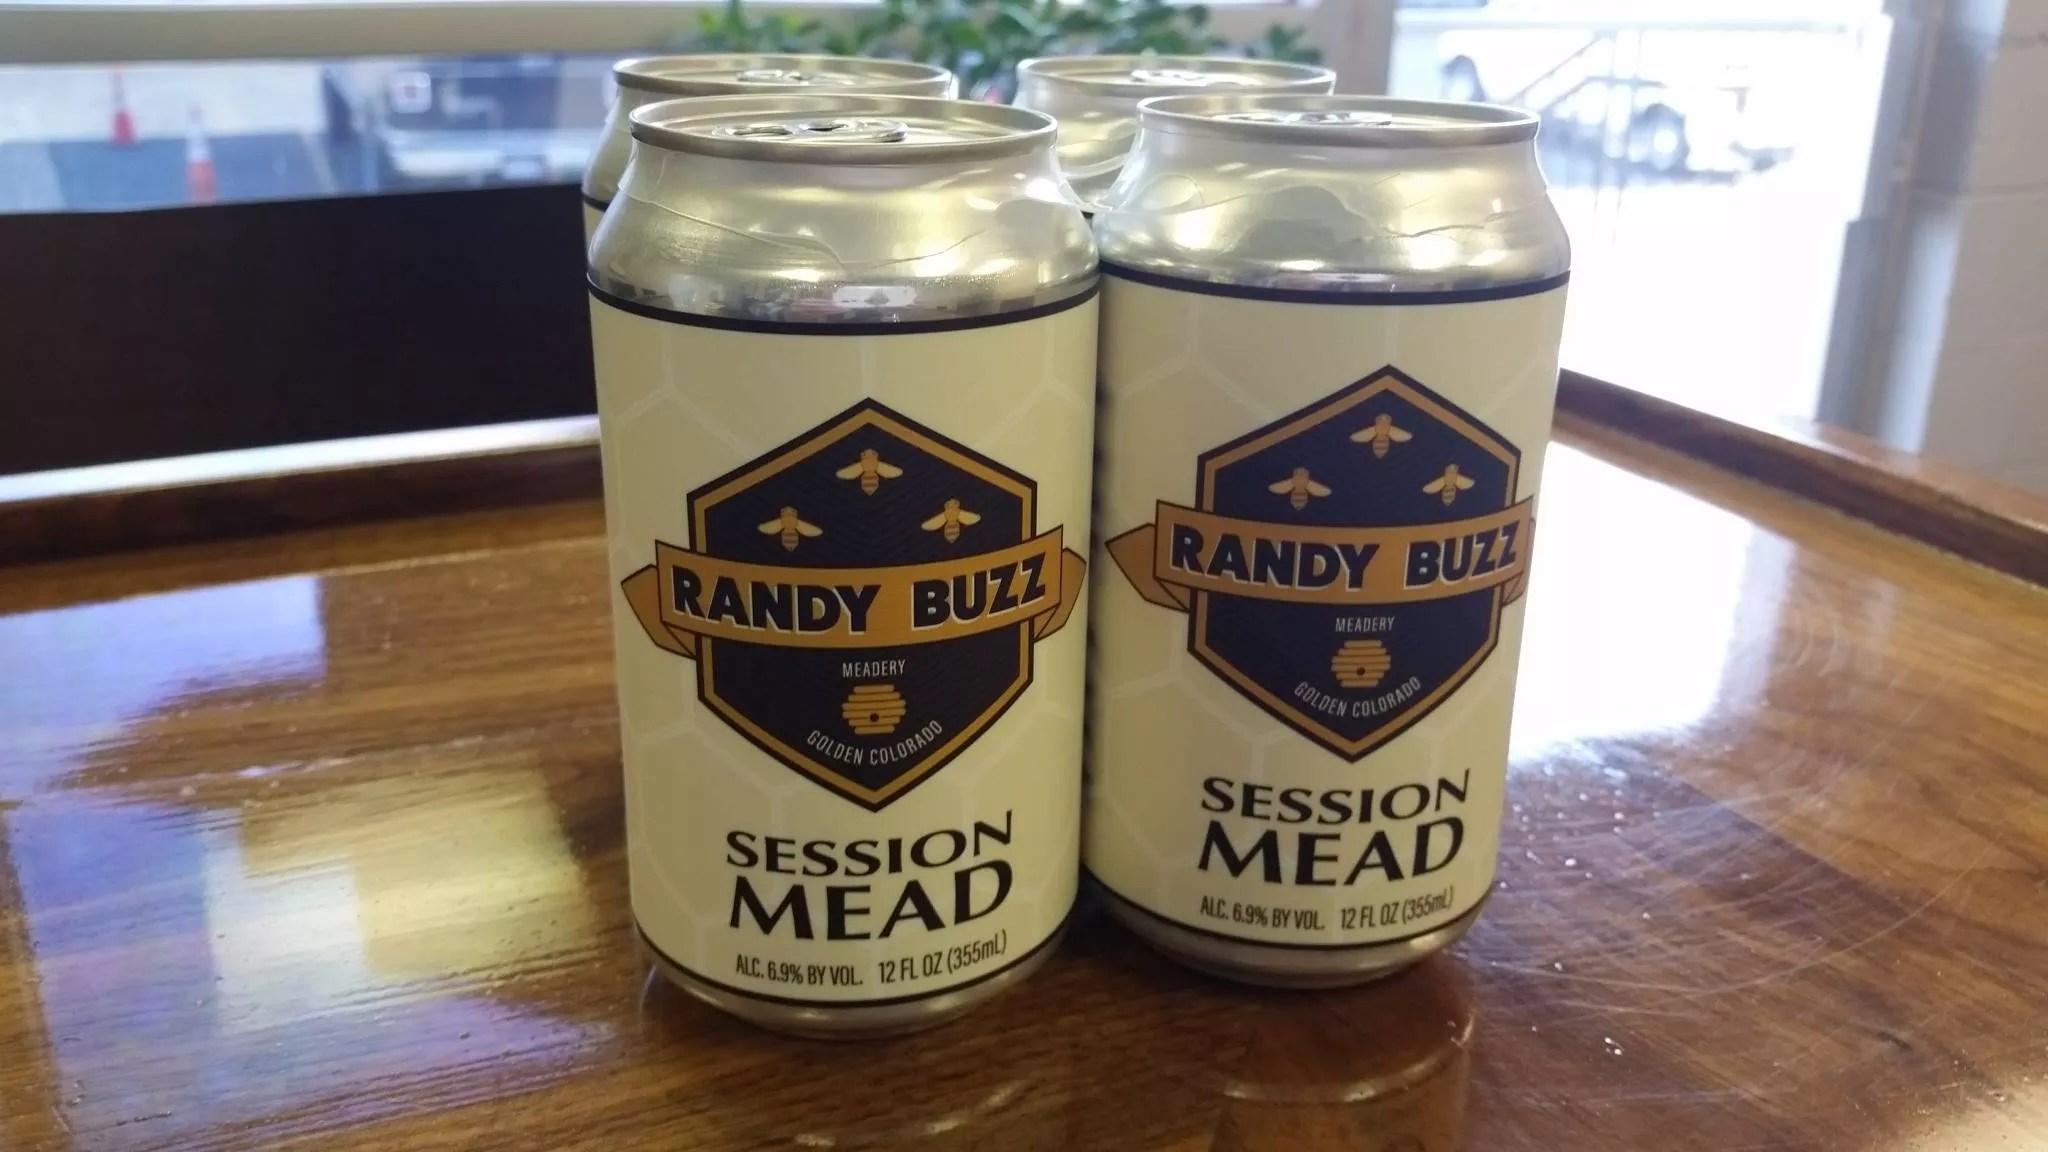 RANDY BUZZ
MEADERY
GOLDEN COLORADO
SESSION
MEAD
ALC. 6.9% BY VOL. 12 FL OZ (355mL)
RANDY BUZZ
MEADERY
GOLDEN COLORADO
SESSION
MEAD
ALC. 6.9% BY VOL. 12 FL OZ (355mL)